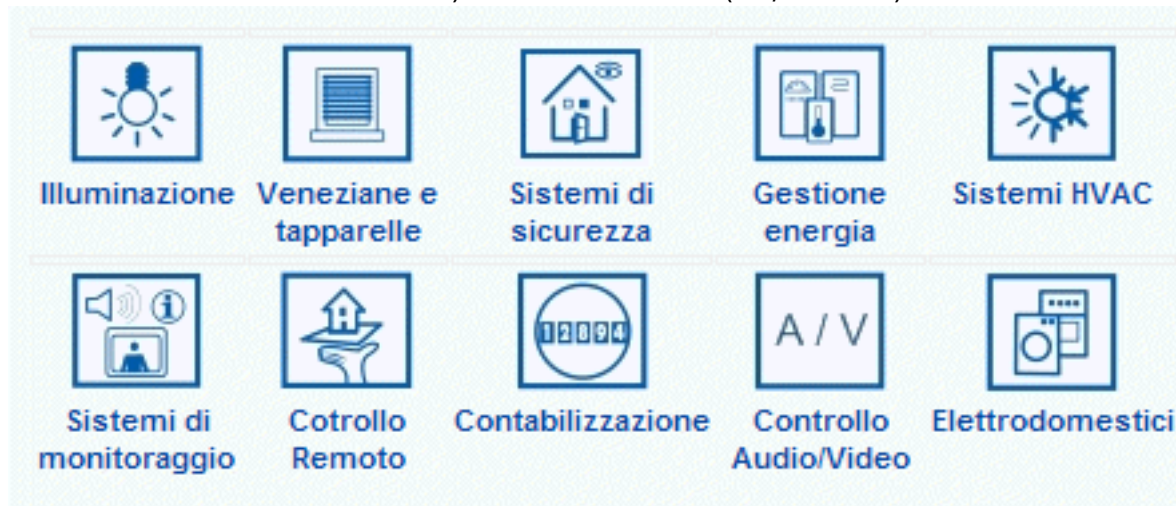 Illuminazione
Veneziane e
tapparelle
Sistemi di
sicurezza
Gestione
energia
Sistemi HVAC
Sistemi di
monitoraggio
Cotrollo
Remoto
12894
Contabilizzazione
A / V
Controllo
Audio/Video
Elettrodomestici